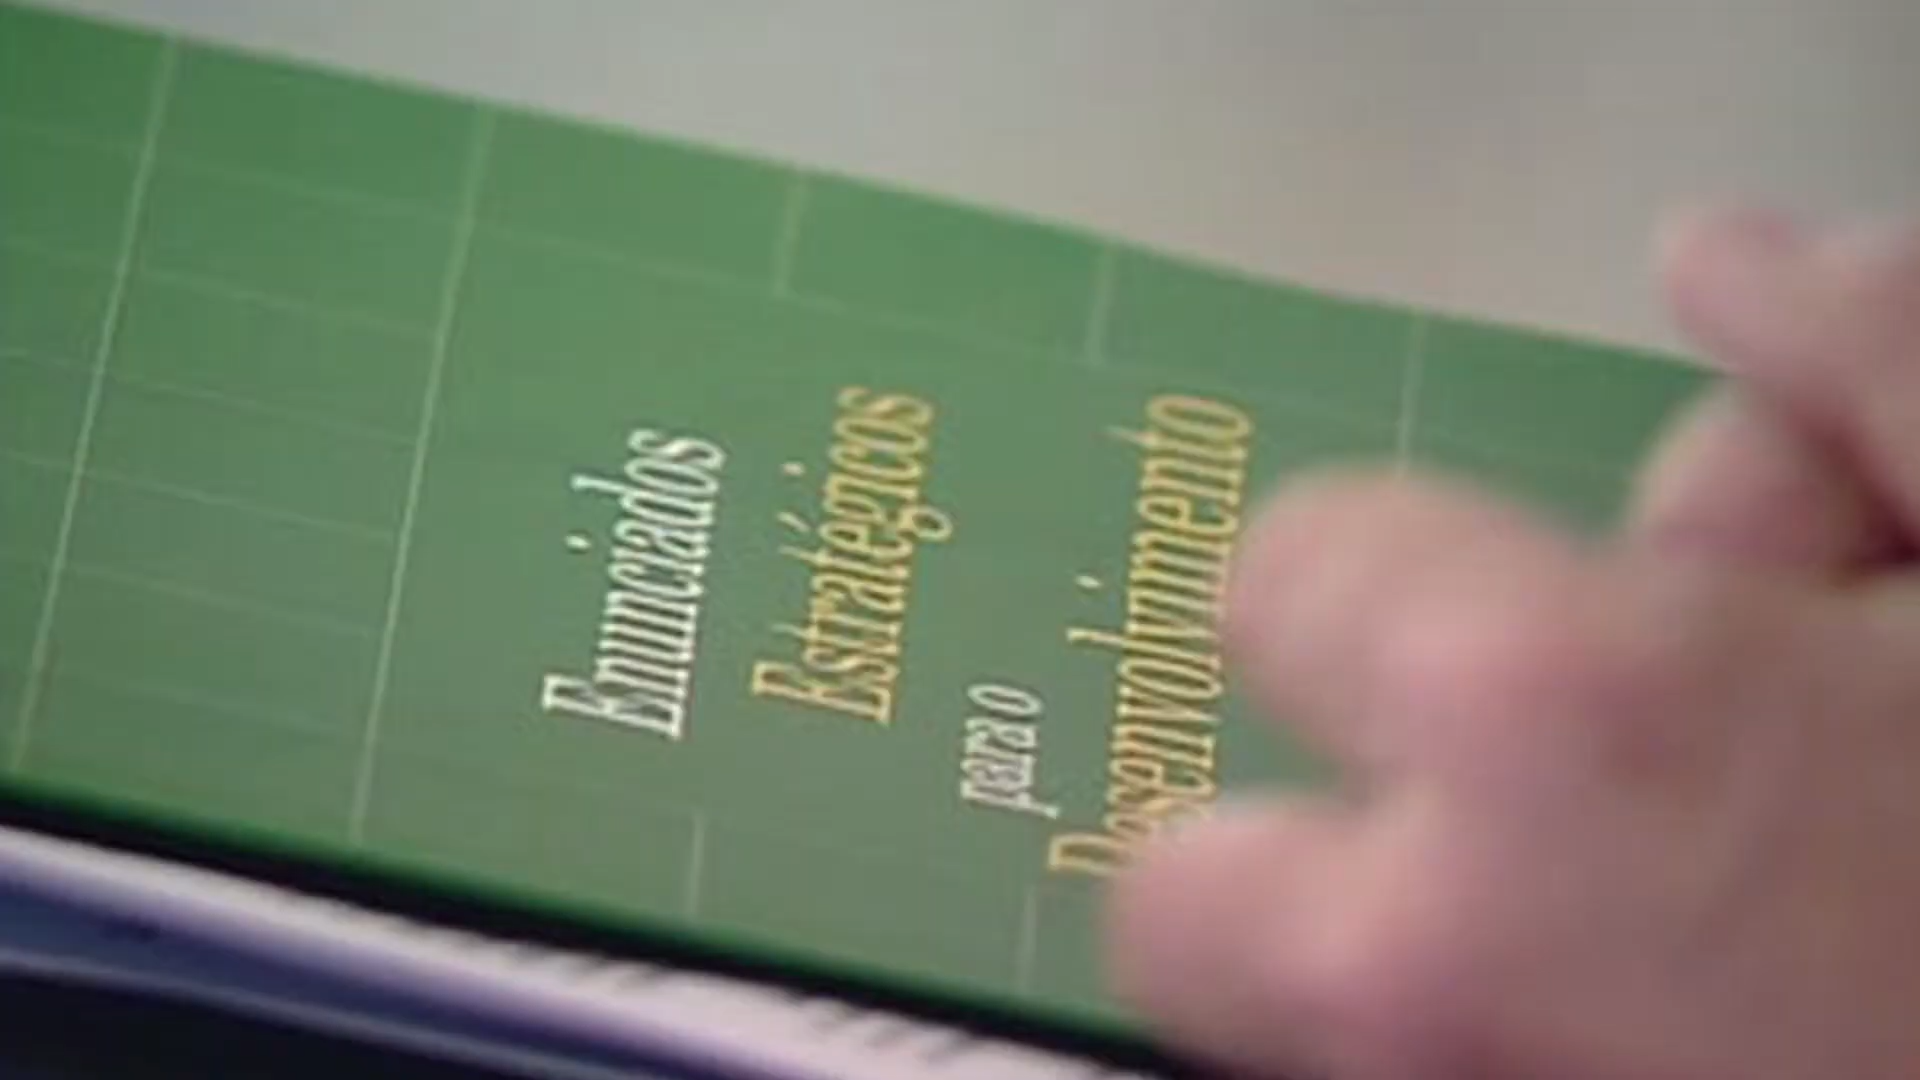 Enunciados
Estratégicos
para o
Desenvolvimento